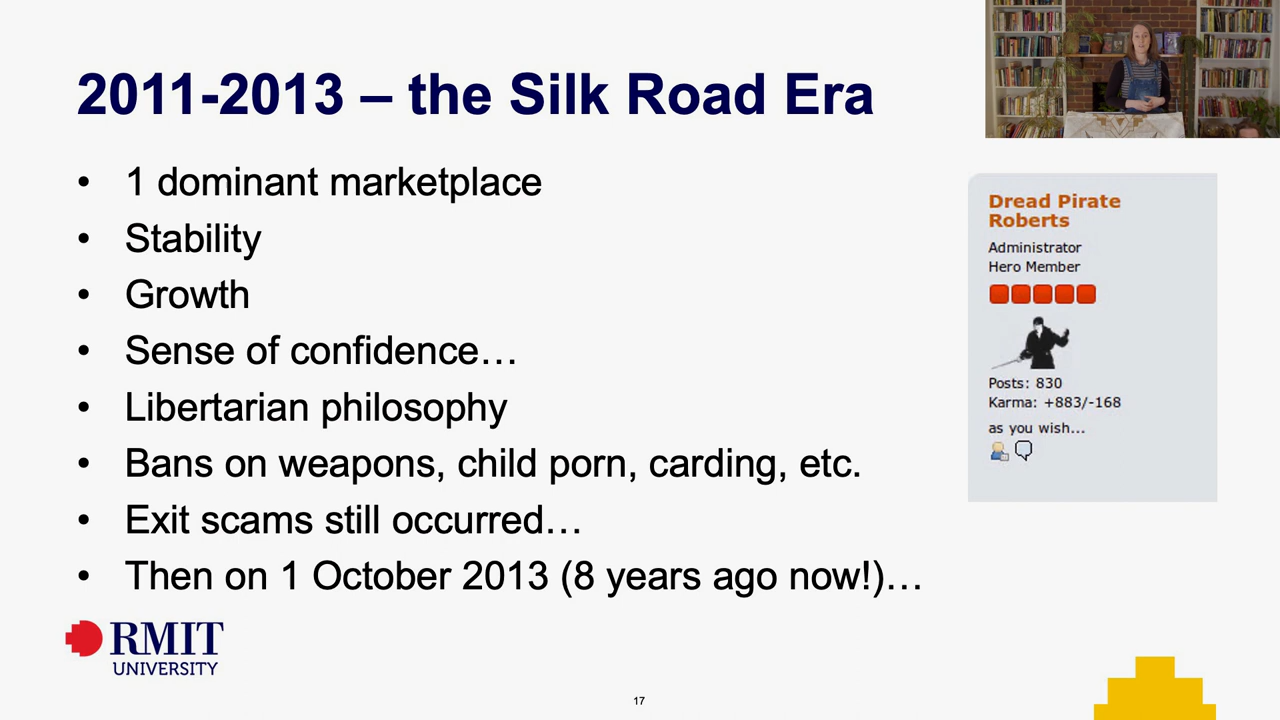 2011-2013 – the Silk Road Era
• 1 dominant marketplace
• Stability
• Growth
• Sense of confidence…
• Libertarian philosophy
• Bans on weapons, child porn, carding, etc.
• Exit scams still occurred…
• Then on 1 October 2013 (8 years ago now!)…
Dread Pirate
Roberts
Administrator
Hero Member
Posts: 830
Karma: +883/-168
as you wish...
RMIT
UNIVERSITY
17